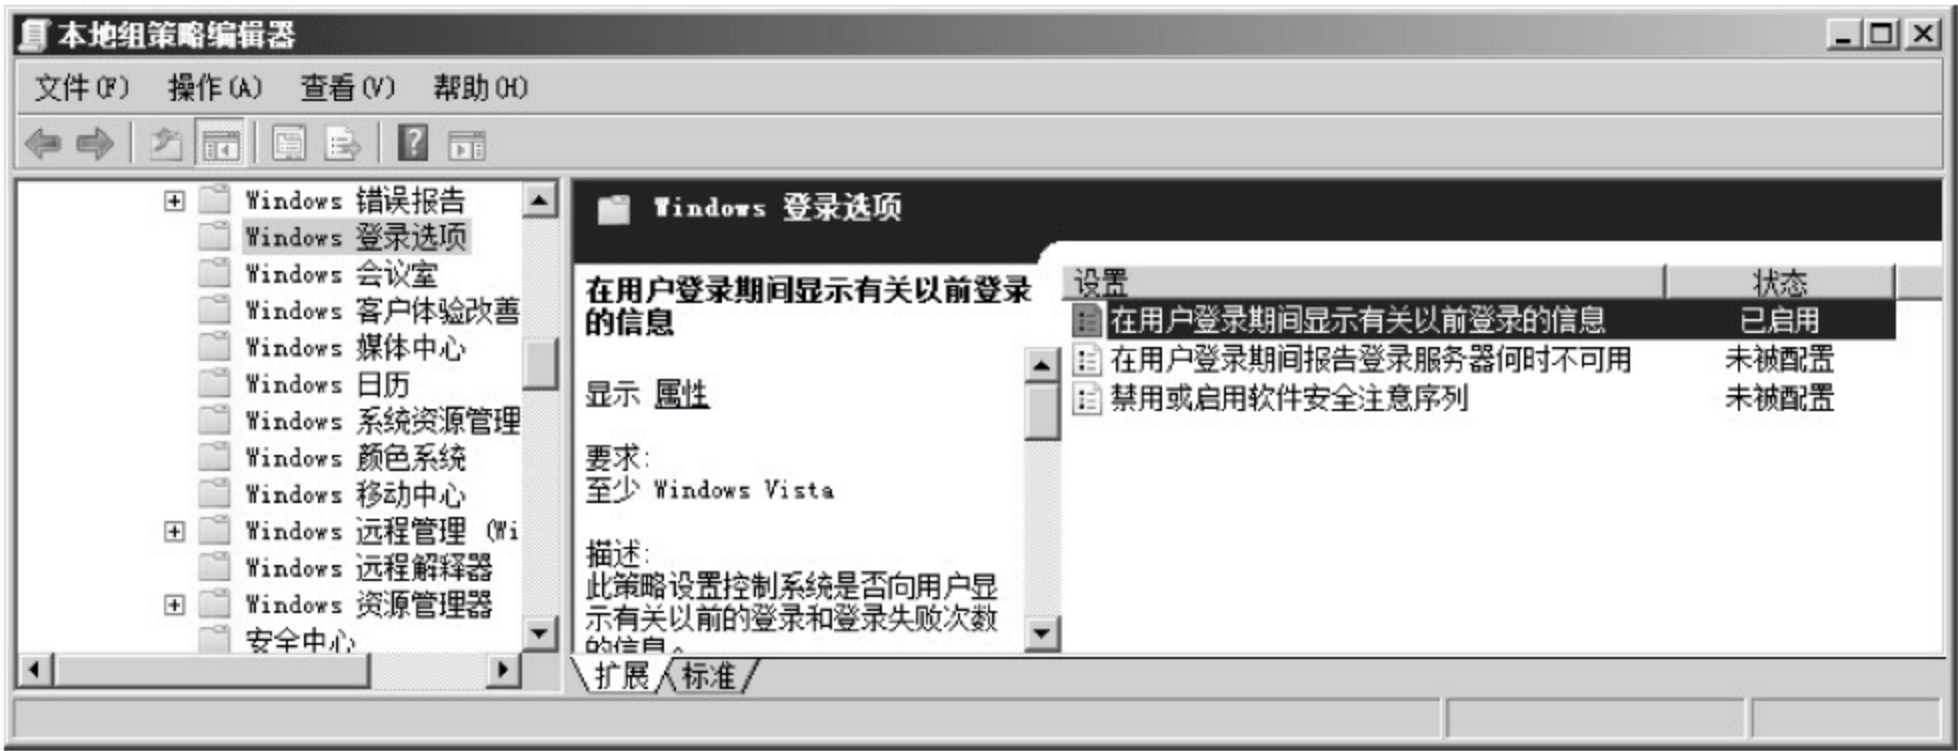 本地组策略编辑器
文件(F) 操作(A) 查看(V) 帮助(H)
Windows 错误报告
Windows 登录选项
Windows 会议室
Windows 客户体验改善
Windows 媒体中心
Windows 日历
Windows 系统资源管理
Windows 颜色系统
Windows 移动中心
Windows 远程管理 (Wi
Windows 远程解释器
Windows 资源管理器
安全中心
Windows 登录选项
在用户登录期间显示有关以前登录
的信息
显示 属性
要求:
至少 Windows Vista
描述:
此策略设置控制系统是否向用户显
示有关以前的登录和登录失败次数
的信息。
设置 状态
在用户登录期间显示有关以前登录的信息 已启用
在用户登录期间报告登录服务器何时不可用 未被配置
禁用或启用软件安全注意序列 未被配置
扩展 标准